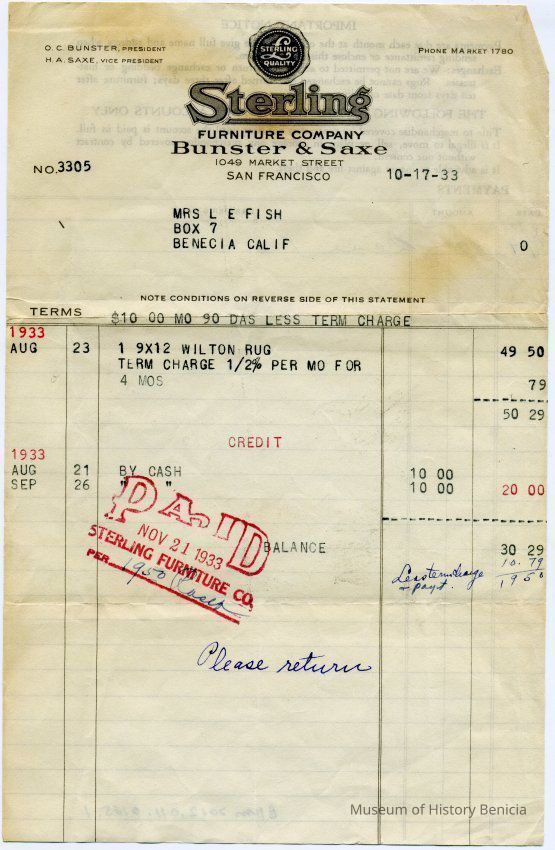 O. C. BUNSTER, PRESIDENT
H. A. SAXE, VICE PRESIDENT
STERLING
QUALITY
PHONE MARKET 1780
Sterling
FURNITURE COMPANY
Bunster & Saxe
1049 MARKET STREET
SAN FRANCISCO
NO. 3305
10-17-33
MRS L E FISH
BOX 7
BENECIA CALIF
0
NOTE CONDITIONS ON REVERSE SIDE OF THIS STATEMENT
TERMS
$10 00 MO 90 DAS LESS TERM CHARGE
1933
AUG 23 1 9X12 WILTON RUG 49 50
TERM CHARGE 1/2% PER MO FOR
4 MOS 79
50 29
CREDIT
1933
AUG 21 BY CASH 10 00
SEP 26 " " 10 00 20 00
PAID
NOV 21 1933
STERLING FURNITURE CO.
PER
1950
BALANCE 30 29
Less term charge 10.79
+ payt. 19 50
Please return
Museum of History Benicia